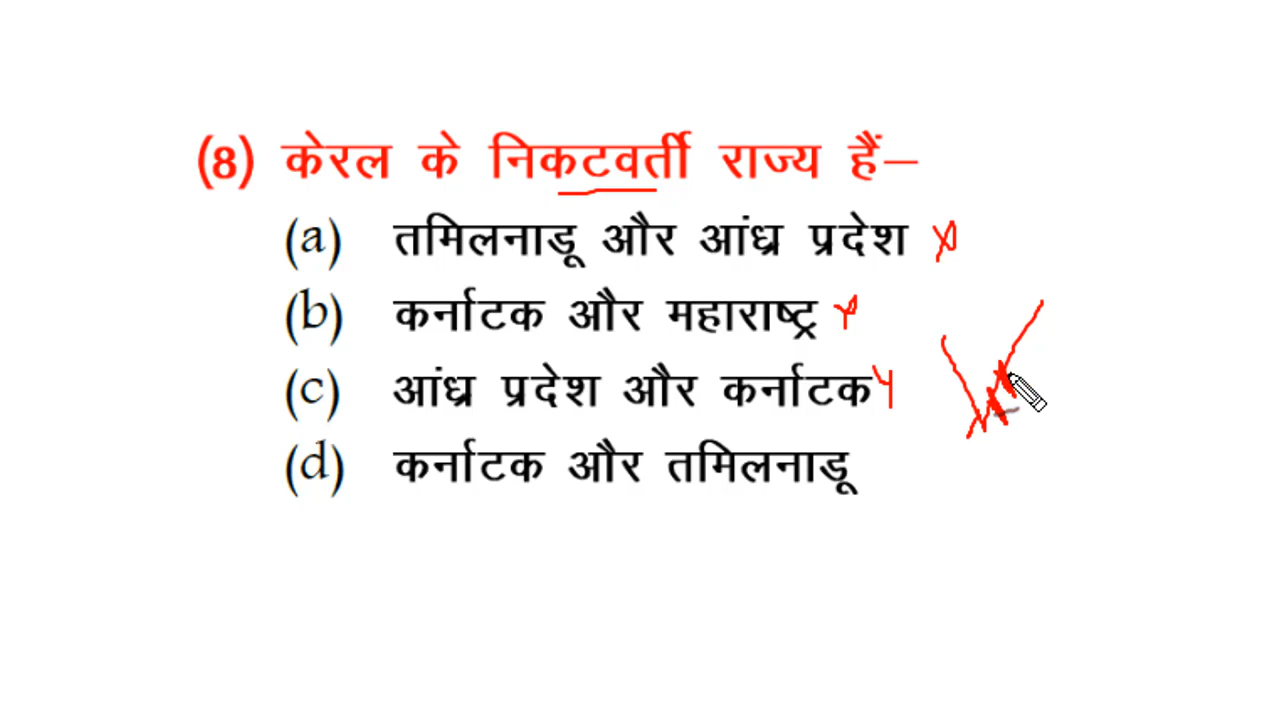 (8) केरल के निकटवर्ती राज्य हैं–
(a) तमिलनाडू और आंध्र प्रदेश
(b) कर्नाटक और महाराष्ट्र
(c) आंध्र प्रदेश और कर्नाटक
(d) कर्नाटक और तमिलनाडू